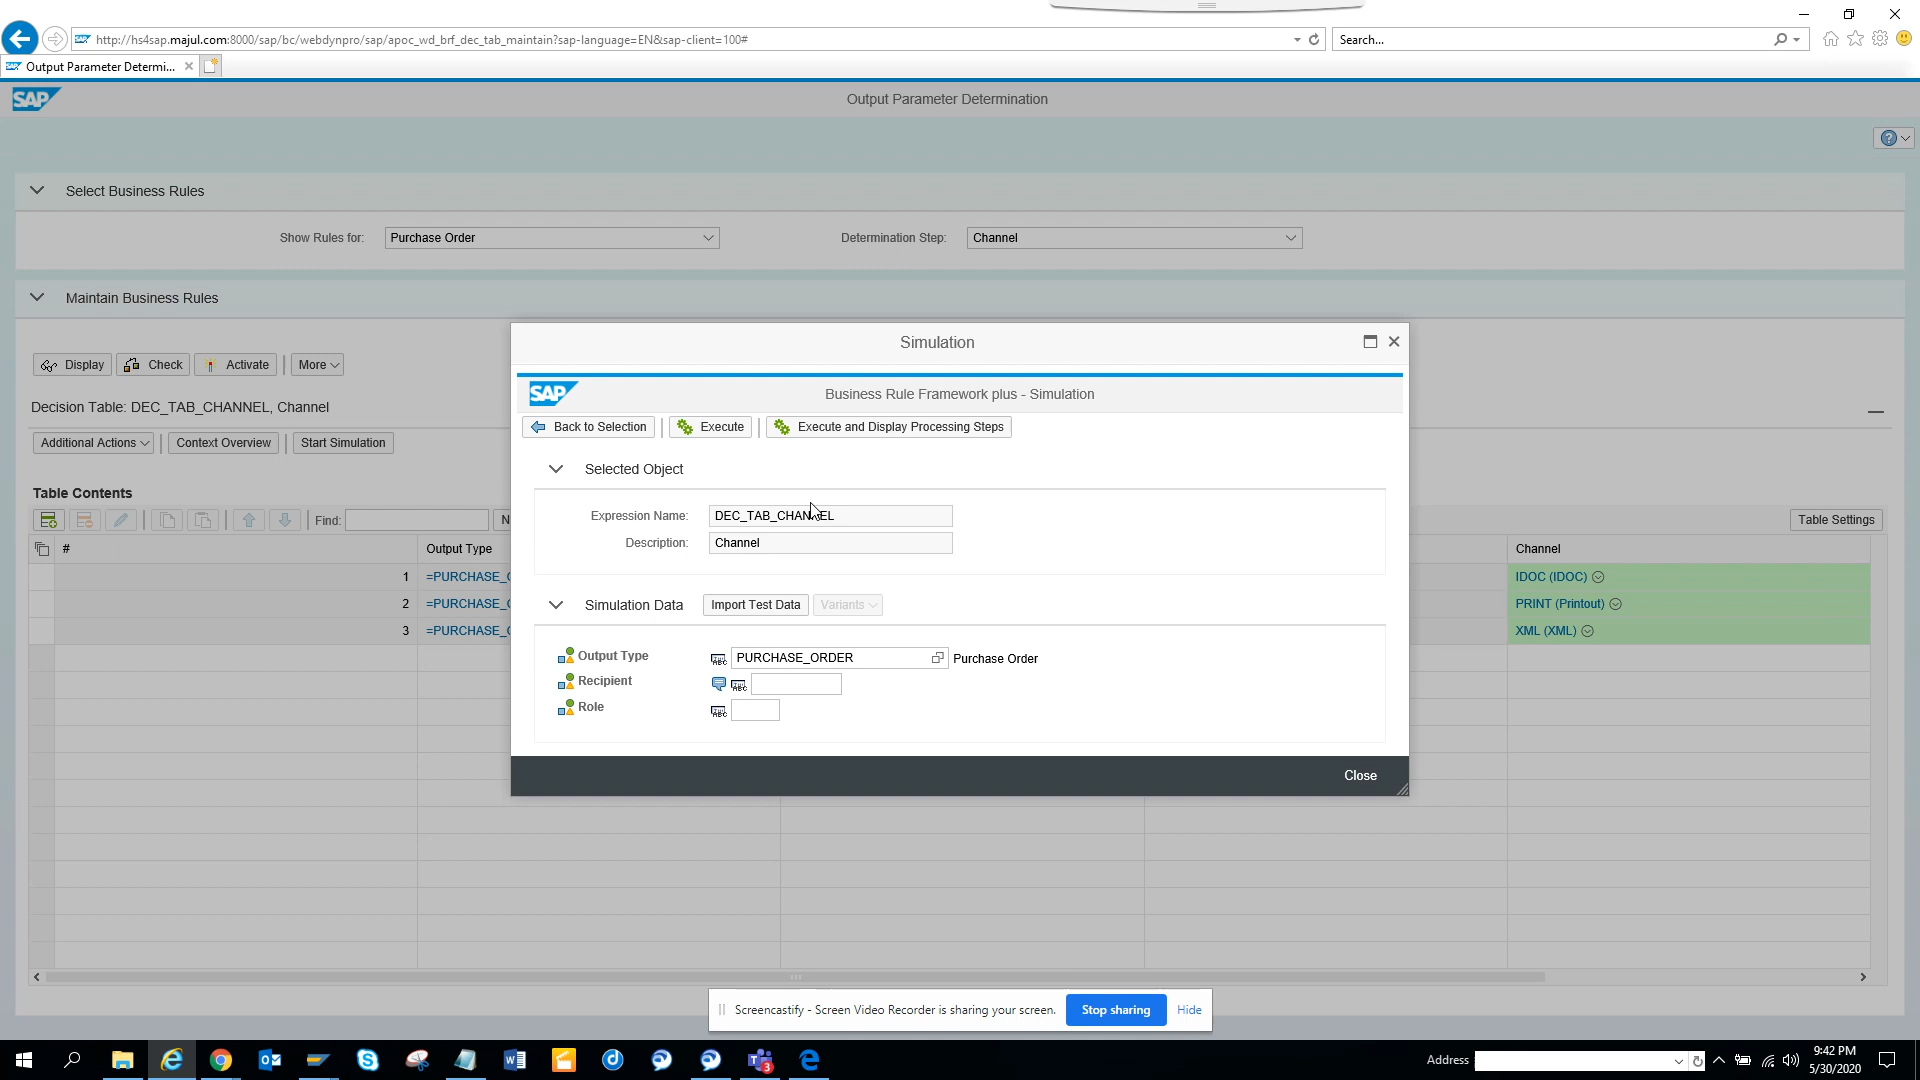 http://hs4sap.majul.com:8000/sap/bc/webdynpro/sap/apoc_wd_brf_dec_tab_maintain?sap-language=EN&sap-client=100#
Search...
Output Parameter Determi...
SAP
Output Parameter Determination
Select Business Rules
Show Rules for: Purchase Order
Determination Step: Channel
Maintain Business Rules
Display Check Activate More
Decision Table: DEC_TAB_CHANNEL, Channel
Additional Actions Context Overview Start Simulation
Table Contents
Find: N
Table Settings
# Output Type Channel
1 =PURCHASE_O IDOC (IDOC)
2 =PURCHASE_O PRINT (Printout)
3 =PURCHASE_O XML (XML)
Simulation
SAP
Business Rule Framework plus - Simulation
Back to Selection Execute Execute and Display Processing Steps
Selected Object
Expression Name: DEC_TAB_CHANNEL
Description: Channel
Simulation Data Import Test Data Variants
Output Type PURCHASE_ORDER Purchase Order
Recipient
Role
Close
Screencastify - Screen Video Recorder is sharing your screen. Stop sharing Hide
Address
9:42 PM
5/30/2020